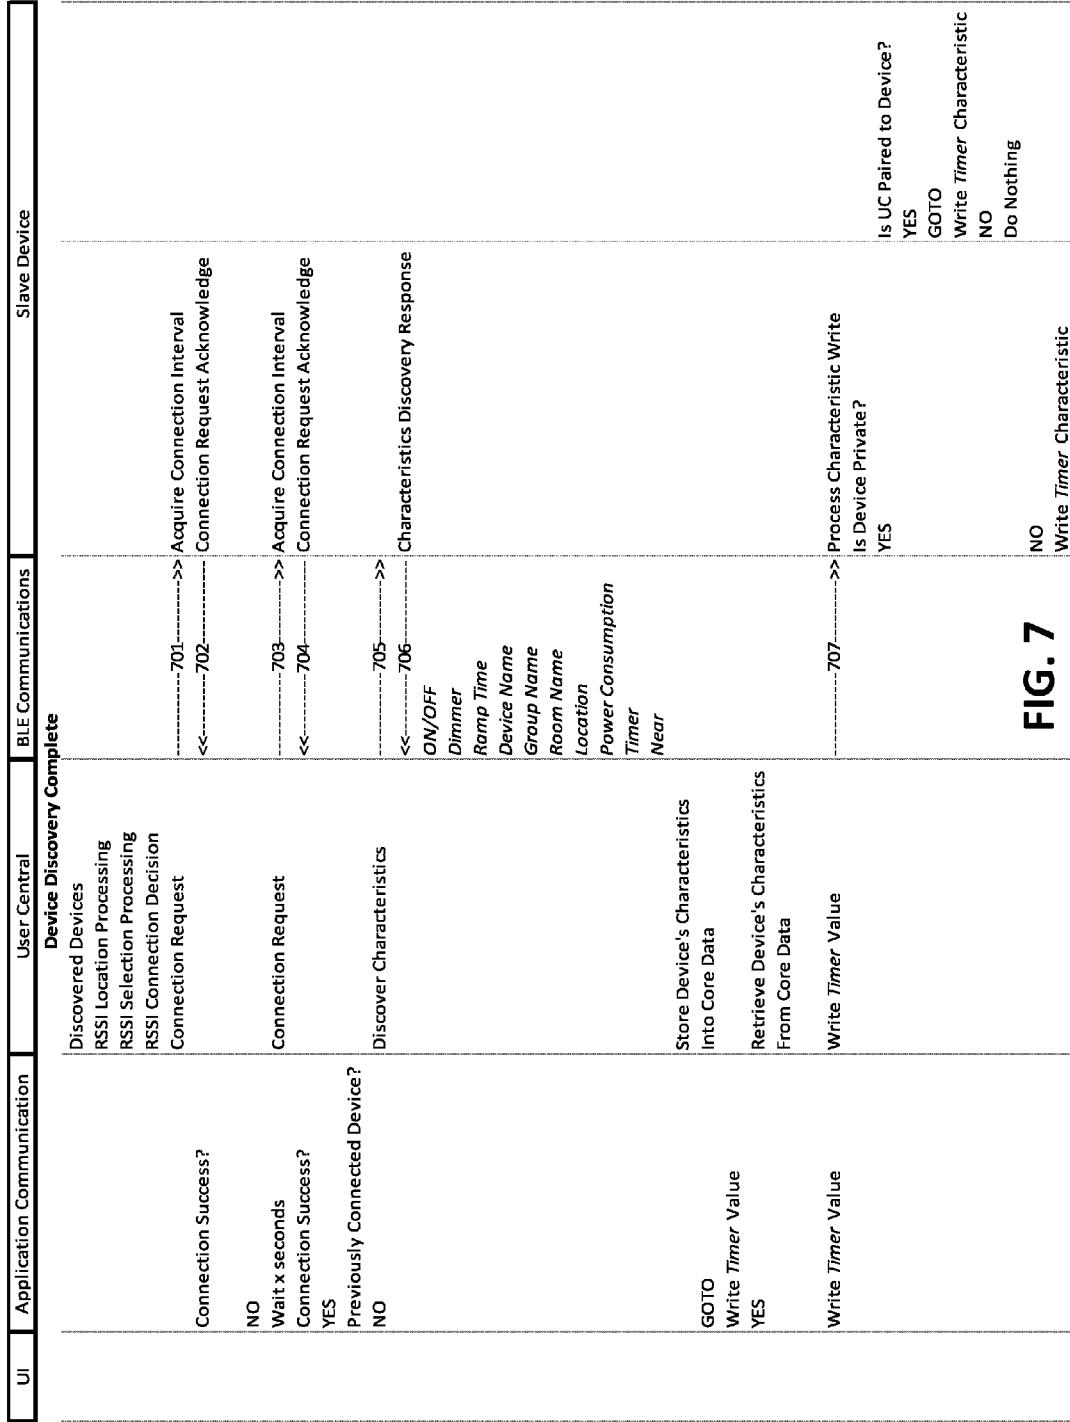 UI Application Communication User Central BLE Communications Slave Device
Device Discovery Complete
Discovered Devices
RSSI Location Processing
RSSI Selection Processing
RSSI Connection Decision
Connection Request ----------701---------->> Acquire Connection Interval
Connection Success? <<--------702---------- Connection Request Acknowledge
NO
Wait x seconds Connection Request ----------703---------->> Acquire Connection Interval
Connection Success? <<--------704---------- Connection Request Acknowledge
YES
Previously Connected Device?
NO Discover Characteristics ----------705---------->>
<<--------706---------- Characteristics Discovery Response
ON/OFF
Dimmer
Ramp Time
Device Name
Group Name
Room Name
Location
Power Consumption
Timer
Near
Store Device's Characteristics
GOTO Into Core Data
Write Timer Value
YES Retrieve Device's Characteristics
From Core Data
Write Timer Value Write Timer Value ----------707---------->> Process Characteristic Write
Is Device Private?
YES Is UC Paired to Device?
YES
GOTO
Write Timer Characteristic
NO
Do Nothing
NO
Write Timer Characteristic
FIG. 7